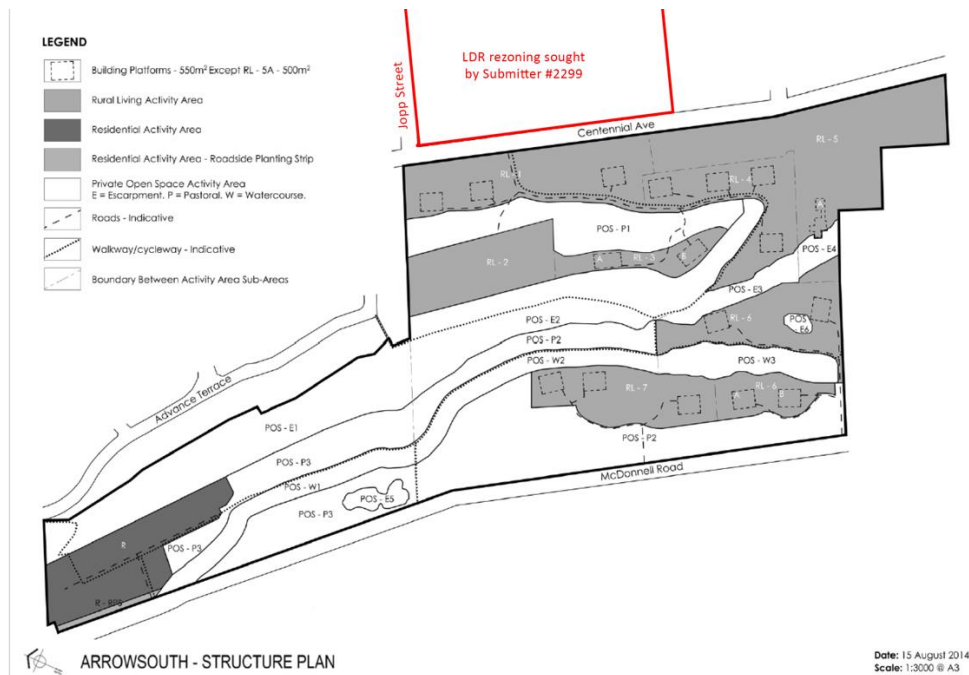 LEGEND
Building Platforms - 550m² Except RL - 5A - 500m²
Rural Living Activity Area
Residential Activity Area
Residential Activity Area - Roadside Planting Strip
Private Open Space Activity Area
E = Escarpment. P = Pastoral. W = Watercourse.
Roads - Indicative
Walkway/cycleway - Indicative
Boundary Between Activity Area Sub-Areas
LDR rezoning sought
by Submitter #2299
Jopp Street
Centennial Ave
RL - 5
RL - 1
RL - 4
A
POS - P1
POS - E4
RL - 2
A
RL - 3
B
POS - E3
POS - E2
RL - 6
POS
E6
POS - P2
POS - W2
POS - W3
Advance Terrace
RL - 7
RL - 6
A
B
POS - E1
POS - P2
McDonnell Road
POS - P3
POS - W1
POS - E5
POS - P3
R
POS - P3
R - RPS
ARROWSOUTH - STRUCTURE PLAN
Date: 15 August 2014
Scale: 1:3000 @ A3